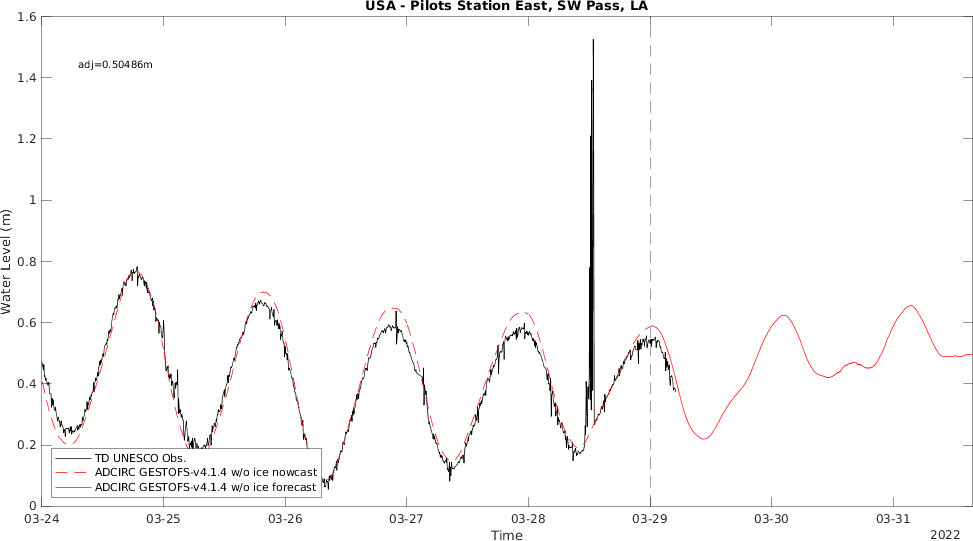 USA - Pilots Station East, SW Pass, LA
1.6
adj=0.50486m
1.4
1.2
1
0.8
0.6
0.4
0.2
0
Water Level (m)
TD UNESCO Obs.
ADCIRC GESTOFS-v4.1.4 w/o ice nowcast
ADCIRC GESTOFS-v4.1.4 w/o ice forecast
03-24 03-25 03-26 03-27 03-28 03-29 03-30 03-31
Time
2022